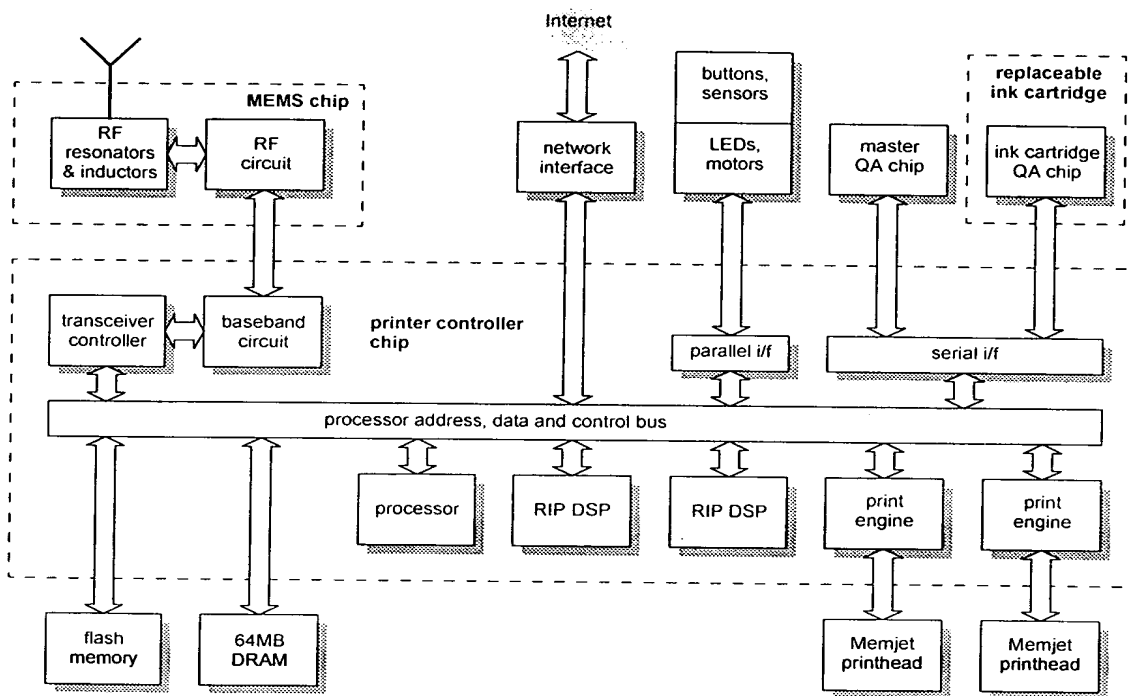 Internet
MEMS chip
RF
resonators
& inductors
RF
circuit
network
interface
buttons,
sensors
LEDs,
motors
master
QA chip
replaceable
ink cartridge
ink cartridge
QA chip
transceiver
controller
baseband
circuit
printer controller
chip
parallel i/f
serial i/f
processor address, data and control bus
processor
RIP DSP
RIP DSP
print
engine
print
engine
flash
memory
64MB
DRAM
Memjet
printhead
Memjet
printhead